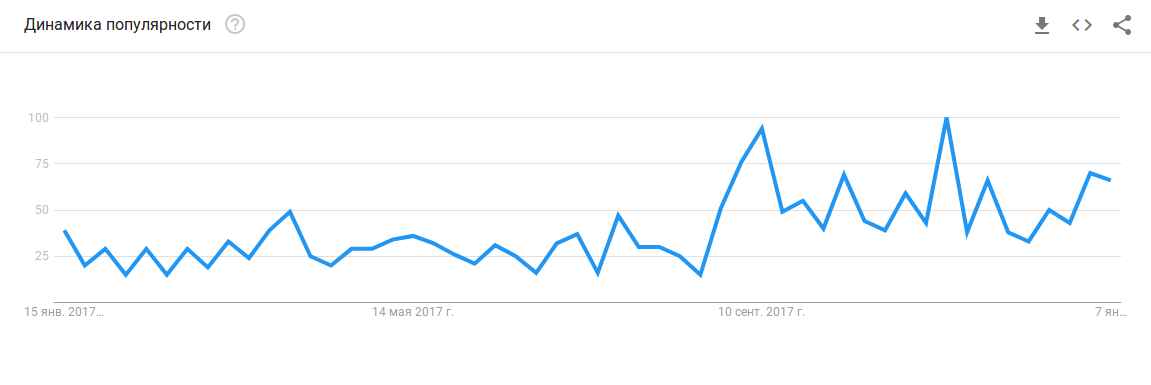 Динамика популярности ?
100
75
50
25
15 янв. 2017…
14 мая 2017 г.
10 сент. 2017 г.
7 ян…